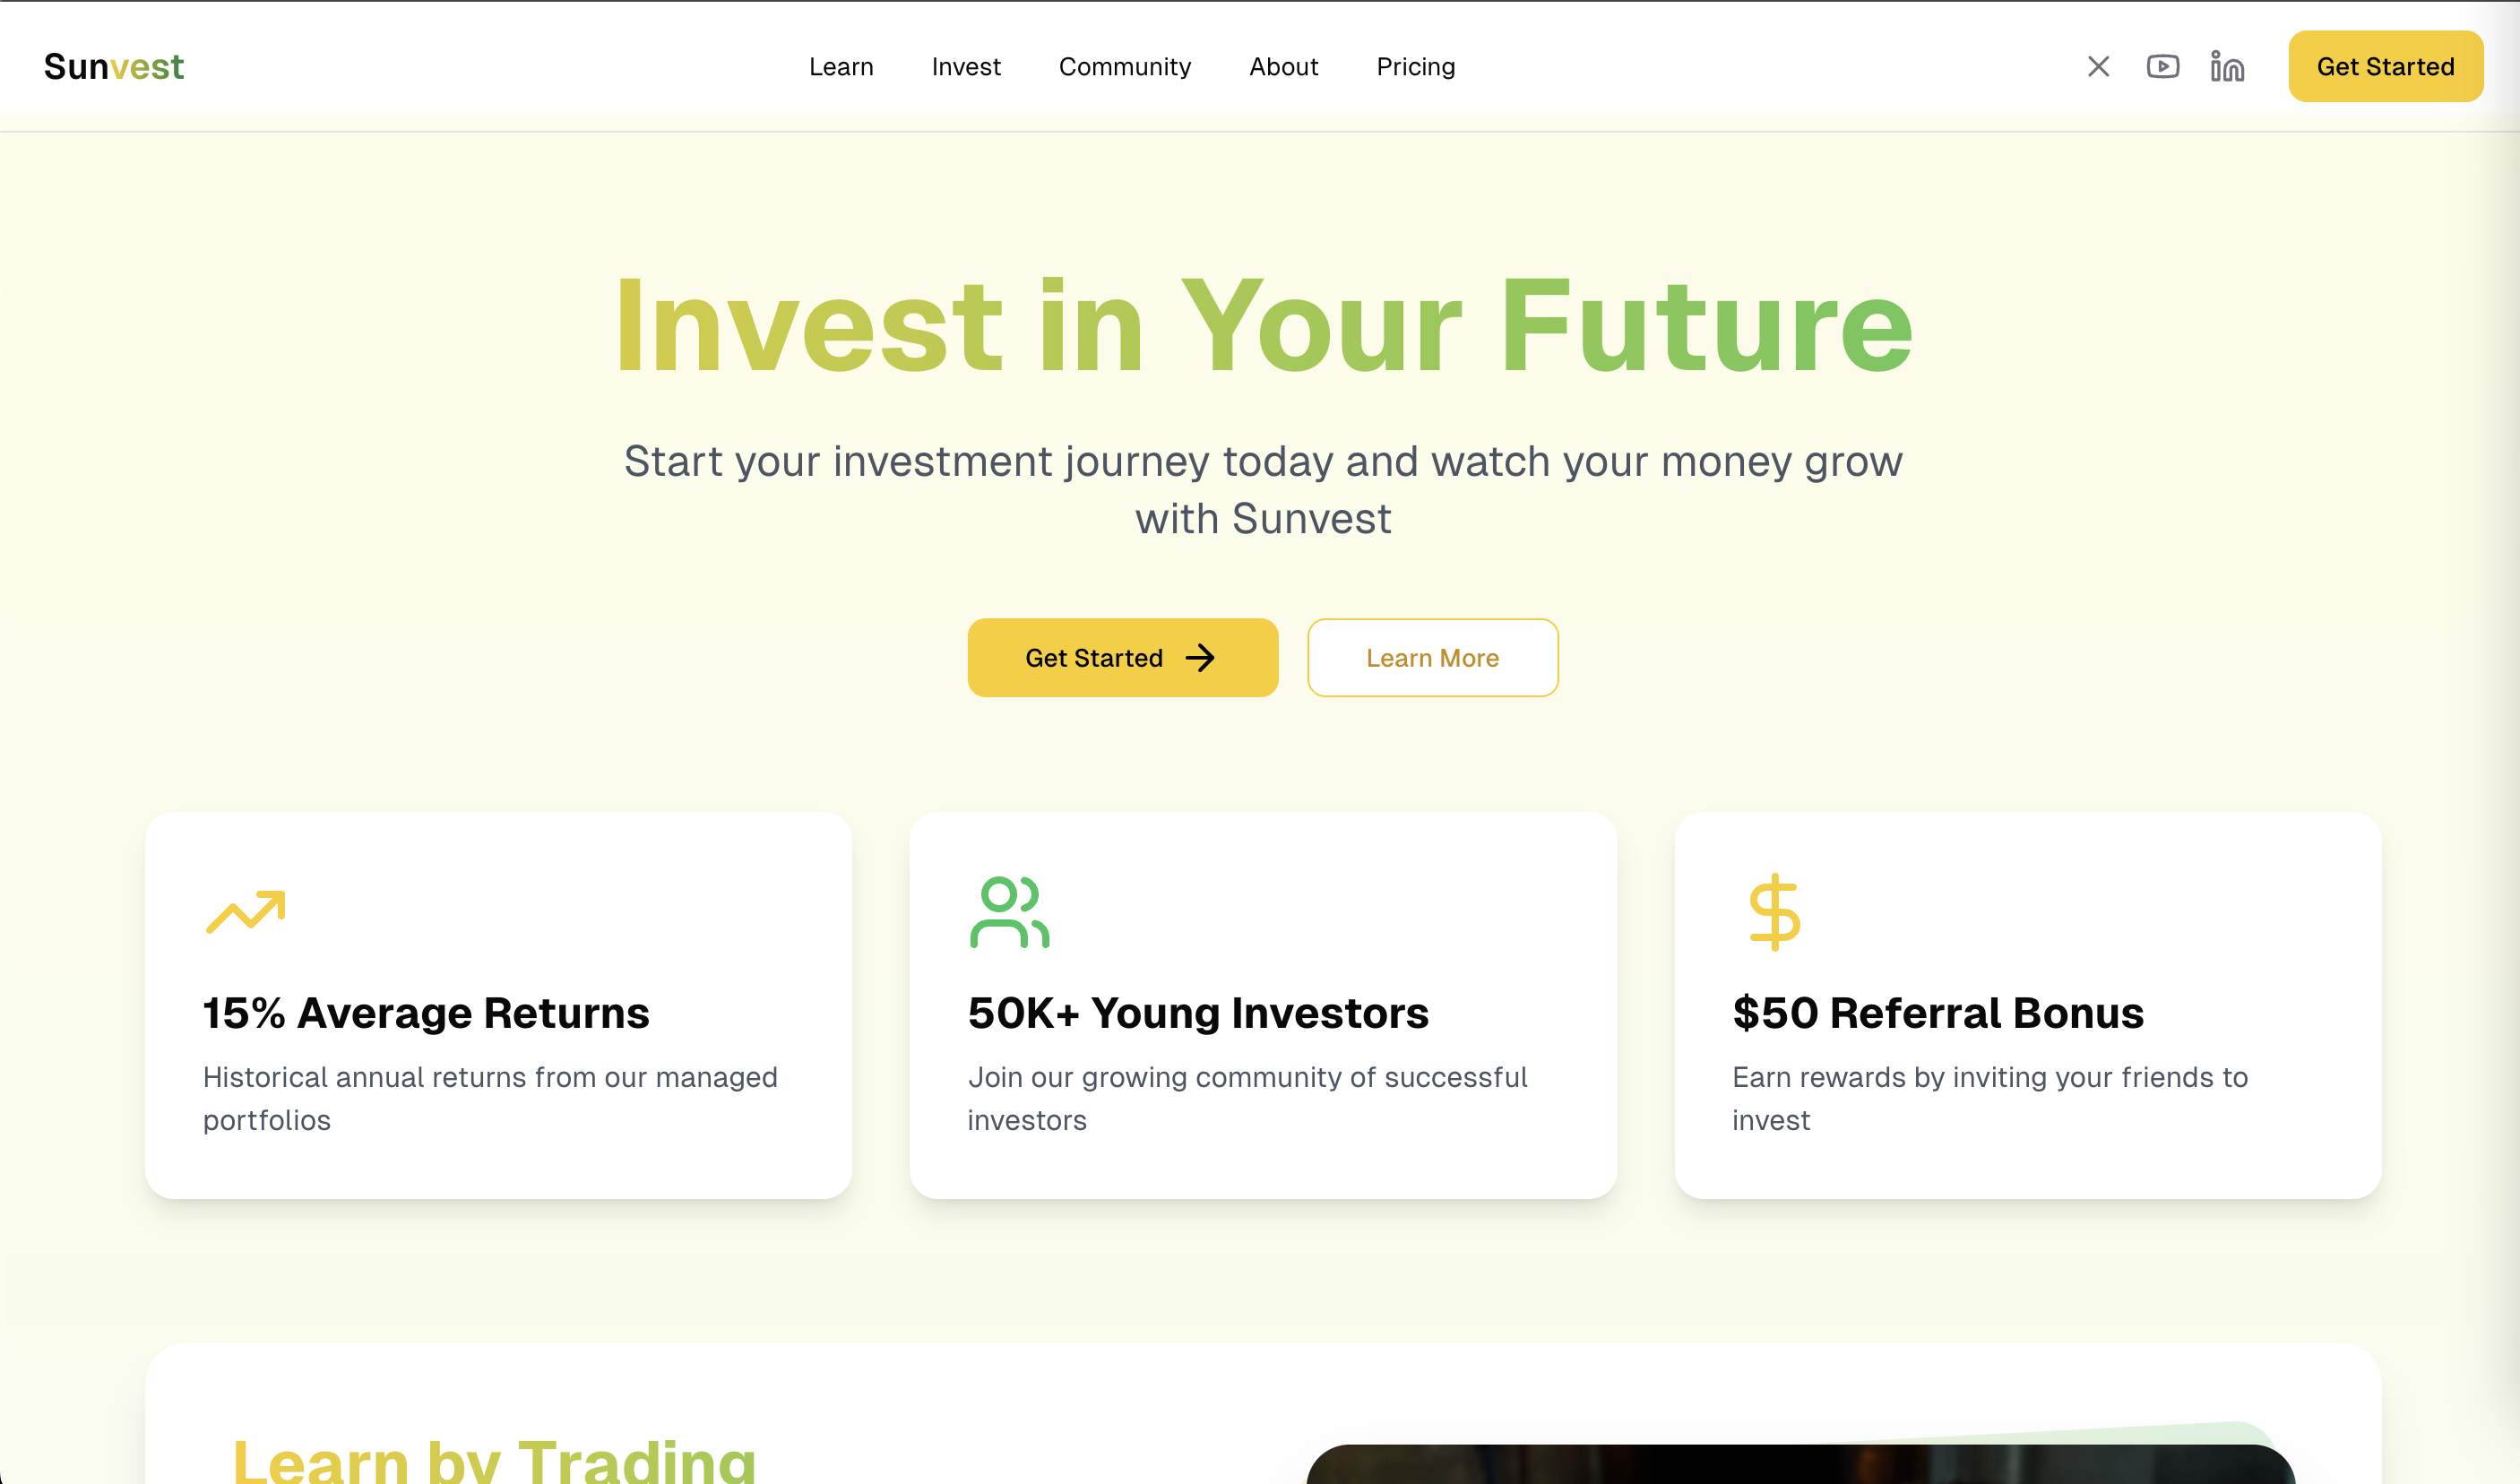 Sunvest
Learn Invest Community About Pricing
Get Started
Invest in Your Future
Start your investment journey today and watch your money grow
with Sunvest
Get Started
Learn More
15% Average Returns
Historical annual returns from our managed
portfolios
50K+ Young Investors
Join our growing community of successful
investors
$50 Referral Bonus
Earn rewards by inviting your friends to
invest
Learn by Trading